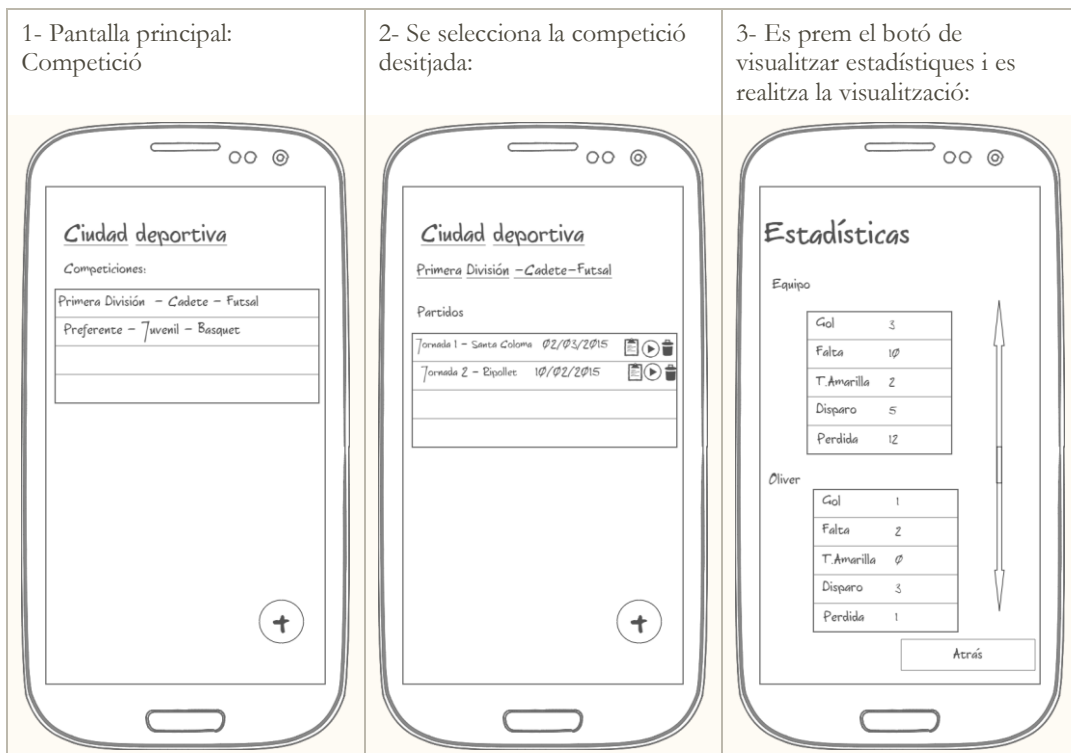 1- Pantalla principal:
Competició
2- Se selecciona la competició
desitjada:
3- Es prem el botó de
visualitzar estadístiques i es
realitza la visualització:
Ciudad deportiva
Competiciones:
Primera División - Cadete - Futsal
Preferente - Juvenil - Basquet
+
Ciudad deportiva
Primera División -Cadete-Futsal
Partidos
Jornada 1 - Santa Coloma 02/03/2015
Jornada 2 - Ripollet 10/02/2015
+
Estadísticas
Equipo
Gol 3
Falta 10
T.Amarilla 2
Disparo 5
Perdida 12
Oliver
Gol 1
Falta 2
T.Amarilla 0
Disparo 3
Perdida 1
Atrás